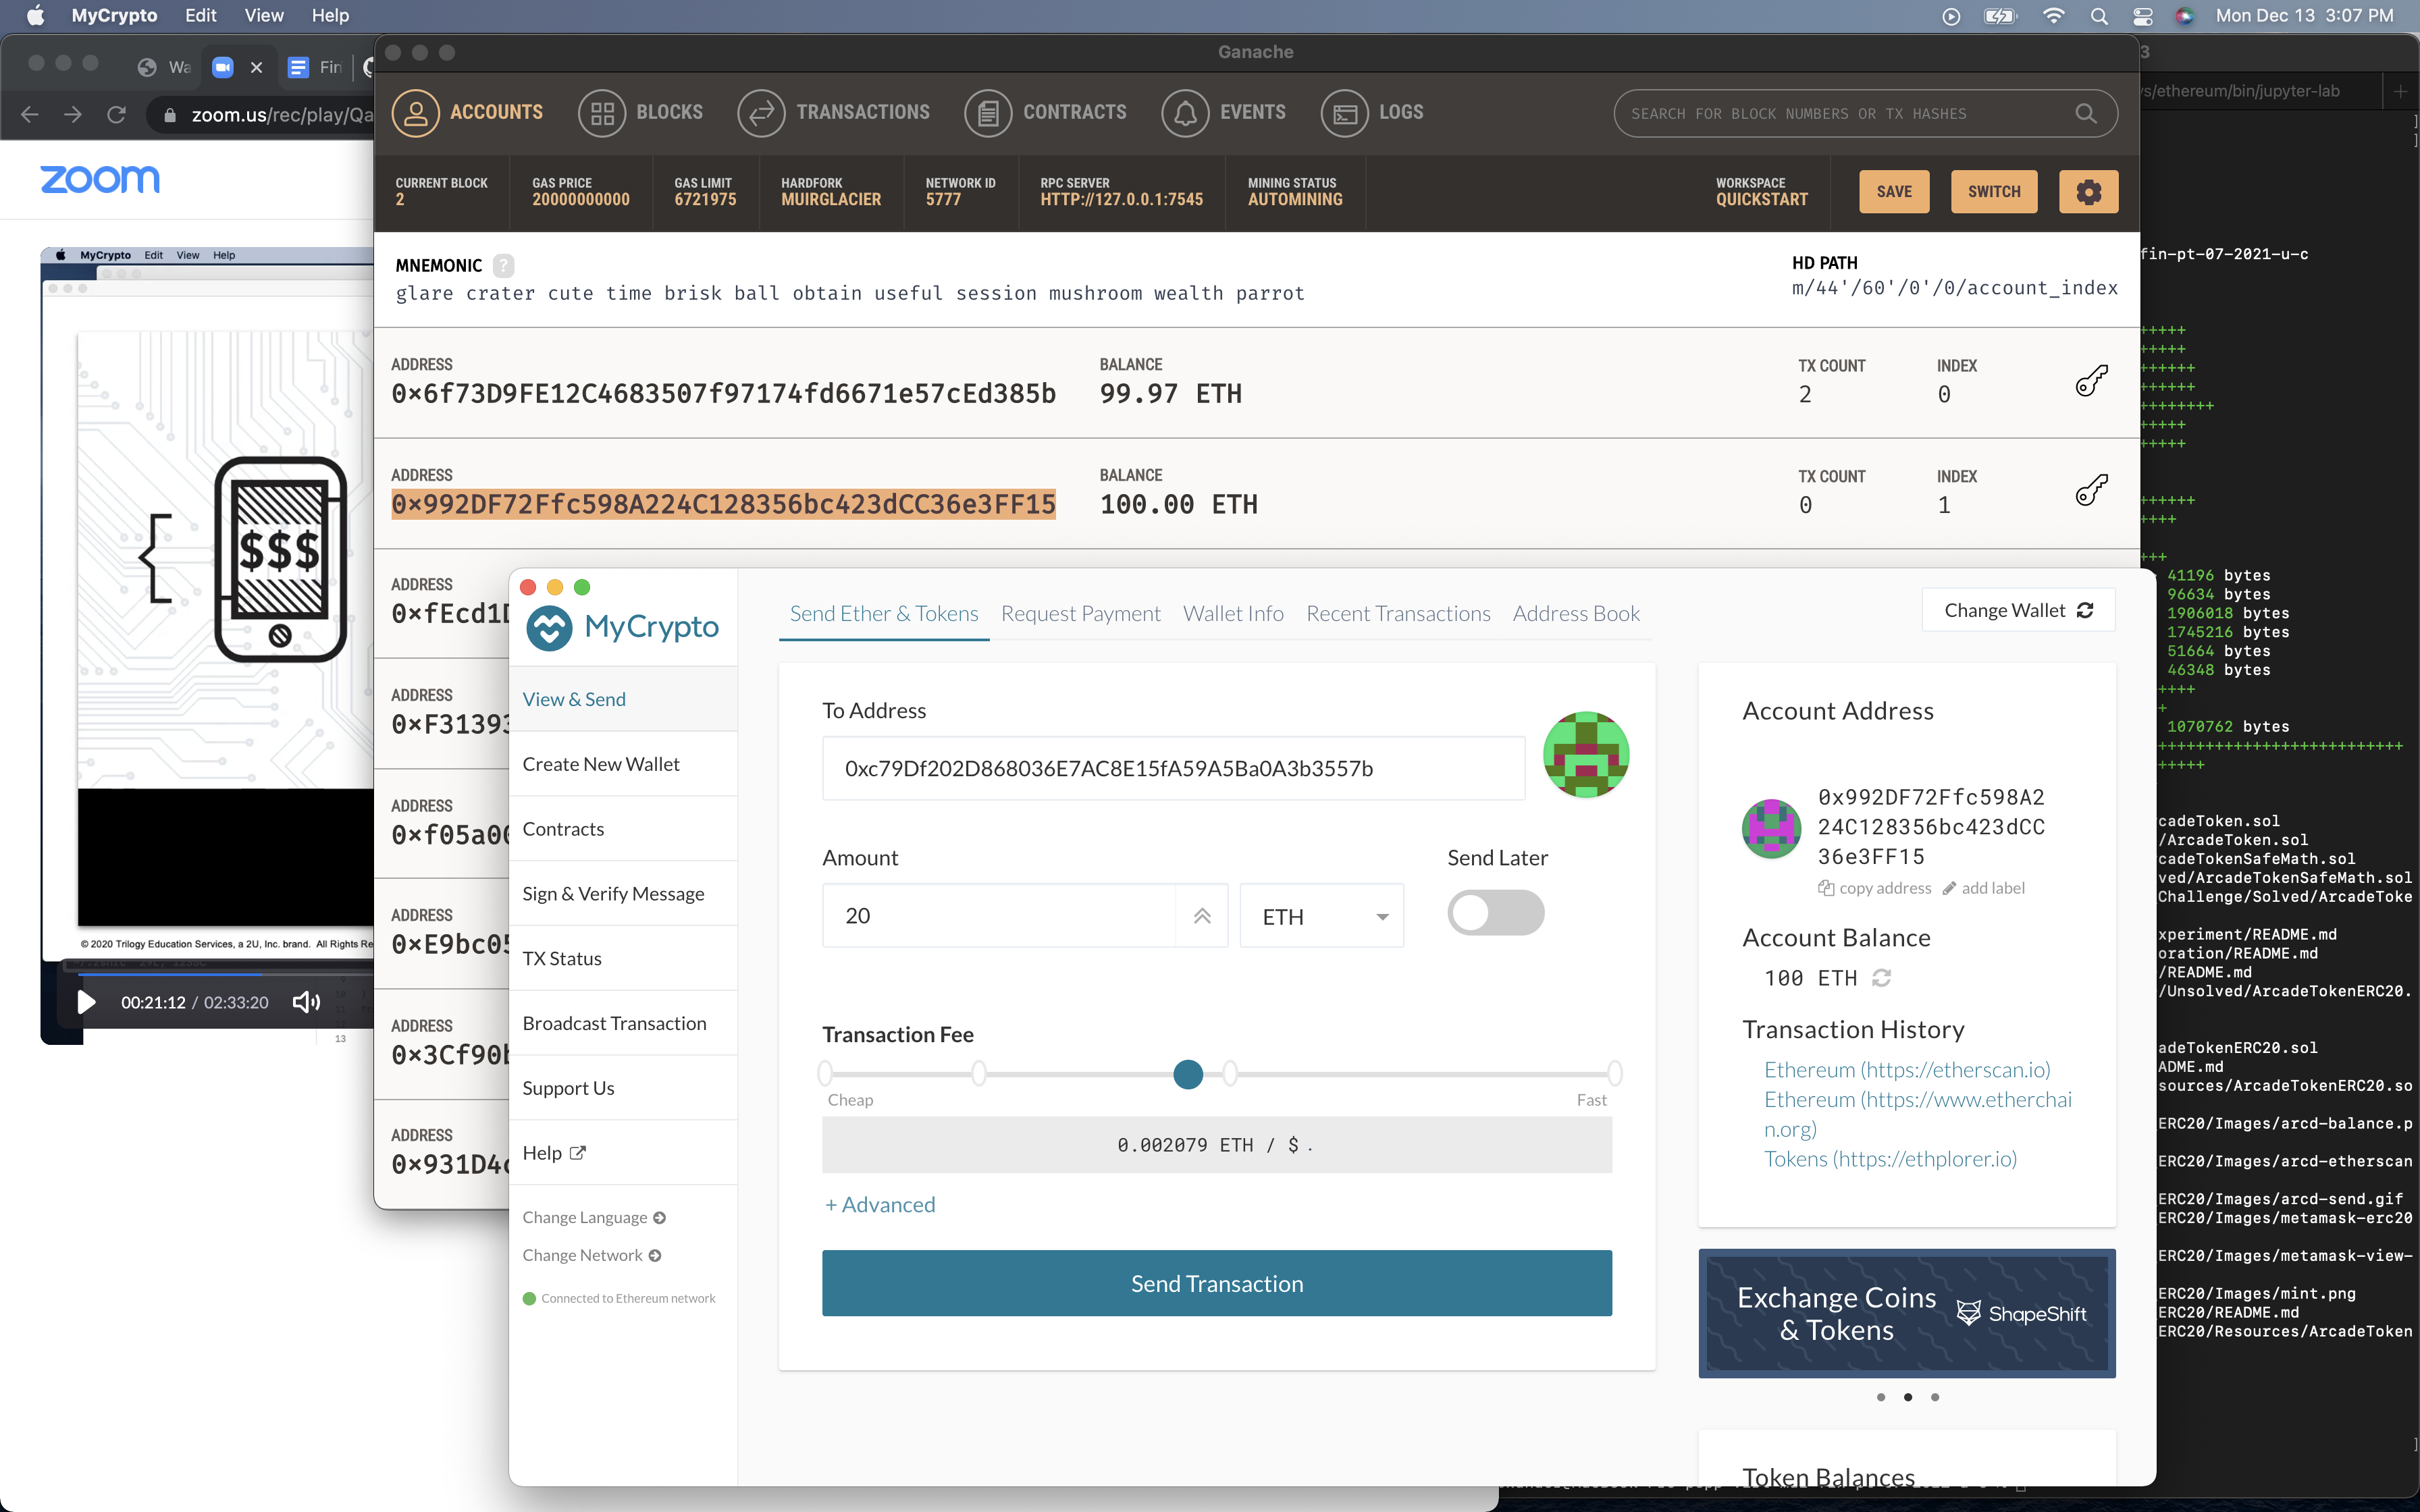 MyCrypto Edit View Help
Mon Dec 13 3:07 PM
Wa
Fin
zoom.us/rec/play/Qa
zoom
MyCrypto Edit View Help
$$$
© 2020 Trilogy Education Services, a 2U, Inc. brand. All Rights Re
00:21:12 / 02:33:20
13
Ganache
ACCOUNTS
BLOCKS
TRANSACTIONS
CONTRACTS
EVENTS
LOGS
SEARCH FOR BLOCK NUMBERS OR TX HASHES
CURRENT BLOCK
2
GAS PRICE
20000000000
GAS LIMIT
6721975
HARDFORK
MUIRGLACIER
NETWORK ID
5777
RPC SERVER
HTTP://127.0.0.1:7545
MINING STATUS
AUTOMINING
WORKSPACE
QUICKSTART
SAVE
SWITCH
MNEMONIC ?
glare crater cute time brisk ball obtain useful session mushroom wealth parrot
HD PATH
m/44'/60'/0'/0/account_index
ADDRESS
0x6f73D9FE12C4683507f97174fd6671e57cEd385b
BALANCE
99.97 ETH
TX COUNT
2
INDEX
0
ADDRESS
0x992DF72Ffc598A224C128356bc423dCC36e3FF15
BALANCE
100.00 ETH
TX COUNT
0
INDEX
1
ADDRESS
0xfEcd1
ADDRESS
0xF3139
ADDRESS
0xf05a0
ADDRESS
0xE9bc05
ADDRESS
0x3Cf90
ADDRESS
0x931D4
MyCrypto
View & Send
Create New Wallet
Contracts
Sign & Verify Message
TX Status
Broadcast Transaction
Support Us
Help
Change Language
Change Network
Connected to Ethereum network
Send Ether & Tokens
Request Payment
Wallet Info
Recent Transactions
Address Book
Change Wallet
To Address
0xc79Df202D868036E7AC8E15fA59A5Ba0A3b3557b
Amount
20
ETH
Send Later
Transaction Fee
Cheap
Fast
0.002079 ETH / $ .
+ Advanced
Send Transaction
Account Address
0x992DF72Ffc598A2
24C128356bc423dCC
36e3FF15
copy address
add label
Account Balance
100 ETH
Transaction History
Ethereum (https://etherscan.io)
Ethereum (https://www.etherchai
n.org)
Tokens (https://ethplorer.io)
Exchange Coins
& Tokens
ShapeShift
Token Balances
3
s/ethereum/bin/jupyter-lab
fin-pt-07-2021-u-c
+++++
+++++
++++++
++++++
++++++++
+++++
+++++
++++++
++++
+++
41196 bytes
96634 bytes
1906018 bytes
1745216 bytes
51664 bytes
46348 bytes
++++
+
1070762 bytes
++++++++++++++++++++++++++
+++++
cadeToken.sol
/ArcadeToken.sol
cadeTokenSafeMath.sol
ved/ArcadeTokenSafeMath.sol
Challenge/Solved/ArcadeToke
xperiment/README.md
oration/README.md
/README.md
/Unsolved/ArcadeTokenERC20.
adeTokenERC20.sol
ADME.md
sources/ArcadeTokenERC20.so
ERC20/Images/arcd-balance.p
ERC20/Images/arcd-etherscan
ERC20/Images/arcd-send.gif
ERC20/Images/metamask-erc20
ERC20/Images/metamask-view-
ERC20/Images/mint.png
ERC20/README.md
ERC20/Resources/ArcadeToken